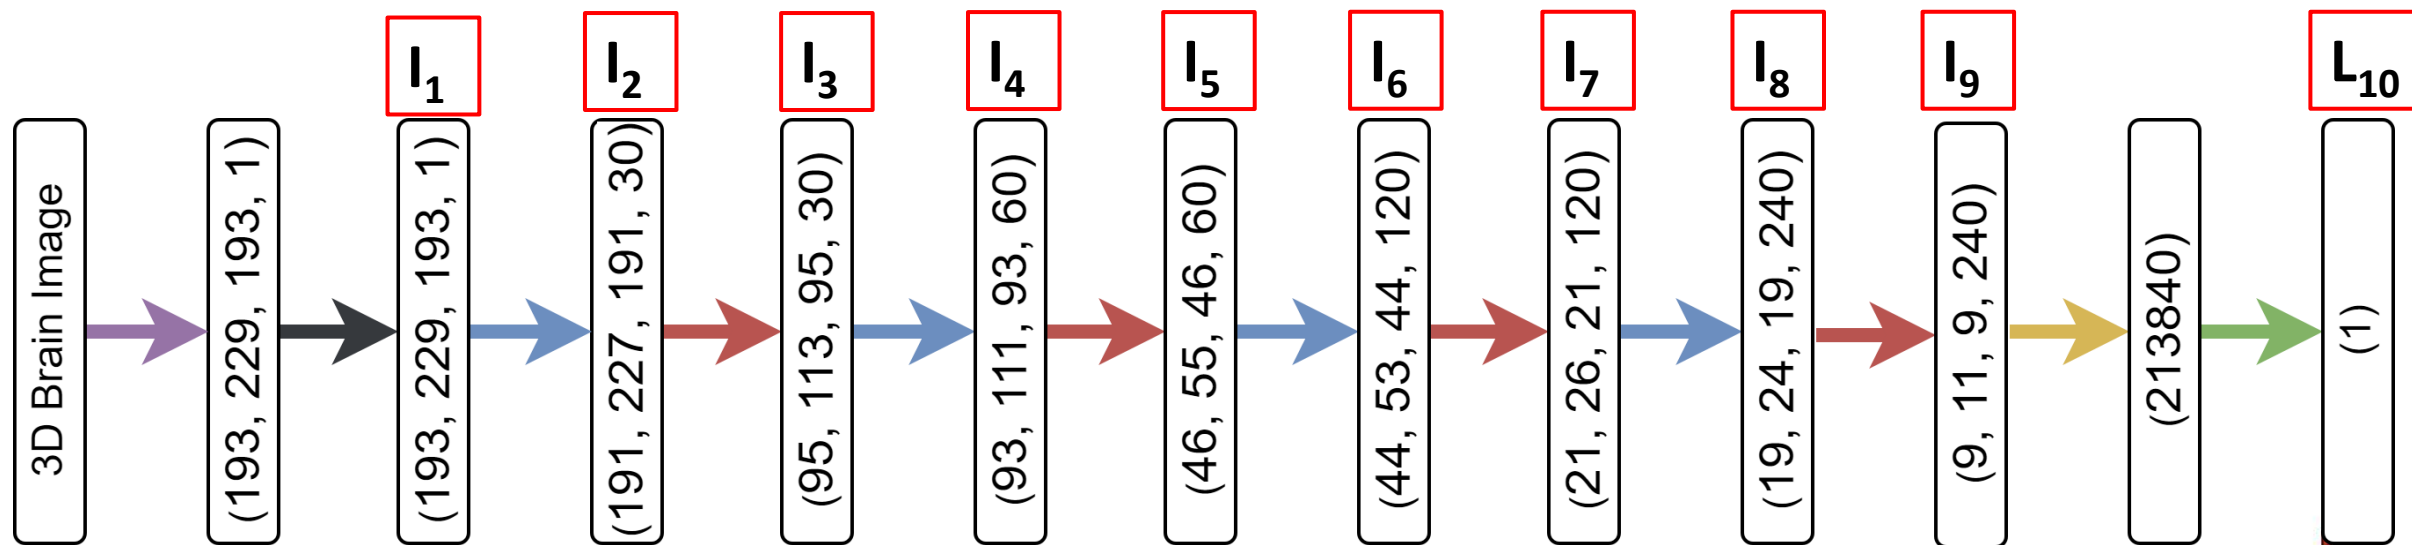 l1
l2
l3
l4
l5
l6
l7
l8
l9
L10
3D Brain Image
(193, 229, 193, 1)
(193, 229, 193, 1)
(191, 227, 191, 30)
(95, 113, 95, 30)
(93, 111, 93, 60)
(46, 55, 46, 60)
(44, 53, 44, 120)
(21, 26, 21, 120)
(19, 24, 19, 240)
(9, 11, 9, 240)
(213840)
(1)